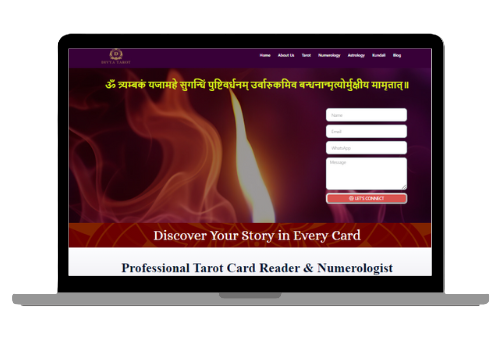 DIVYA TAROT
Home About Us Tarot Numerology Astrology Kundali Blog
ॐ त्र्यम्बकं यजामहे सुगन्धिं पुष्टिवर्धनम् उर्वारुकमिव बन्धनान्मृत्योर्मुक्षीय मामृतात्॥
Name
Email
WhatsApp
Message
LET'S CONNECT
Discover Your Story in Every Card
Professional Tarot Card Reader & Numerologist